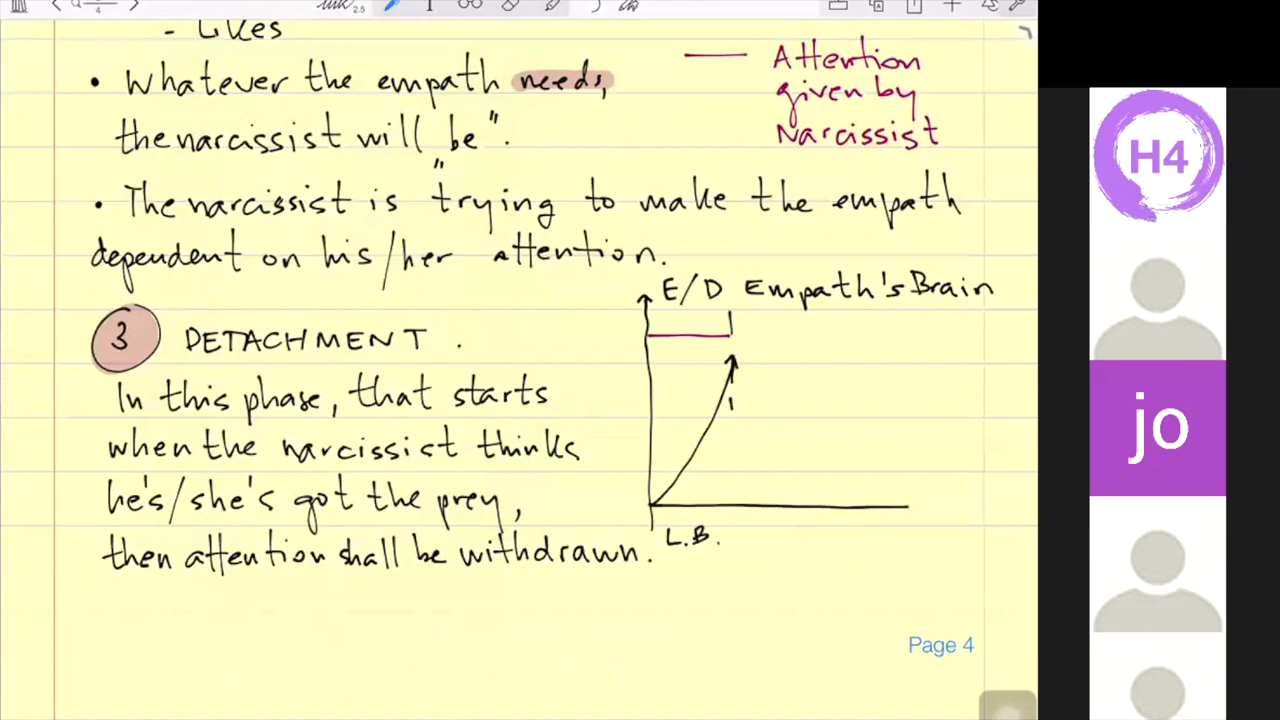 - Likes
• Whatever the empath needs,
the narcissist will "be".
• The narcissist is "trying to make the empath
dependent on his/her attention.
Attention
given by
Narcissist
3 DETACHMENT.
In this phase, that starts
when the narcissist thinks
he's/she's got the prey,
then attention shall be withdrawn.
E/D Empath's Brain
L.B.
Page 4
H4
jo